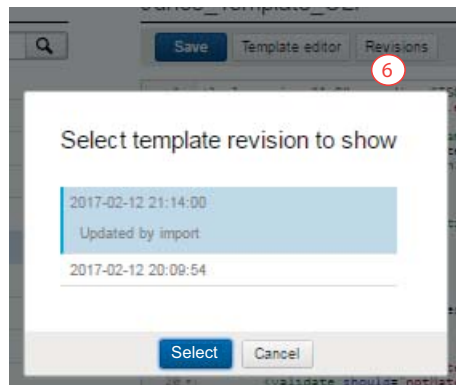 Save Template editor Revisions
6
Select template revision to show
2017-02-12 21:14:00
Updated by import
2017-02-12 20:09:54
Select Cancel